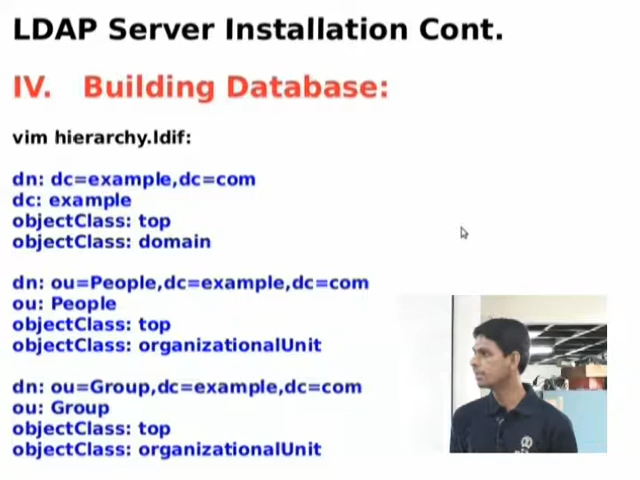 LDAP Server Installation Cont.
IV. Building Database:
vim hierarchy.ldif:
dn: dc=example,dc=com
dc: example
objectClass: top
objectClass: domain
dn: ou=People,dc=example,dc=com
ou: People
objectClass: top
objectClass: organizationalUnit
dn: ou=Group,dc=example,dc=com
ou: Group
objectClass: top
objectClass: organizationalUnit